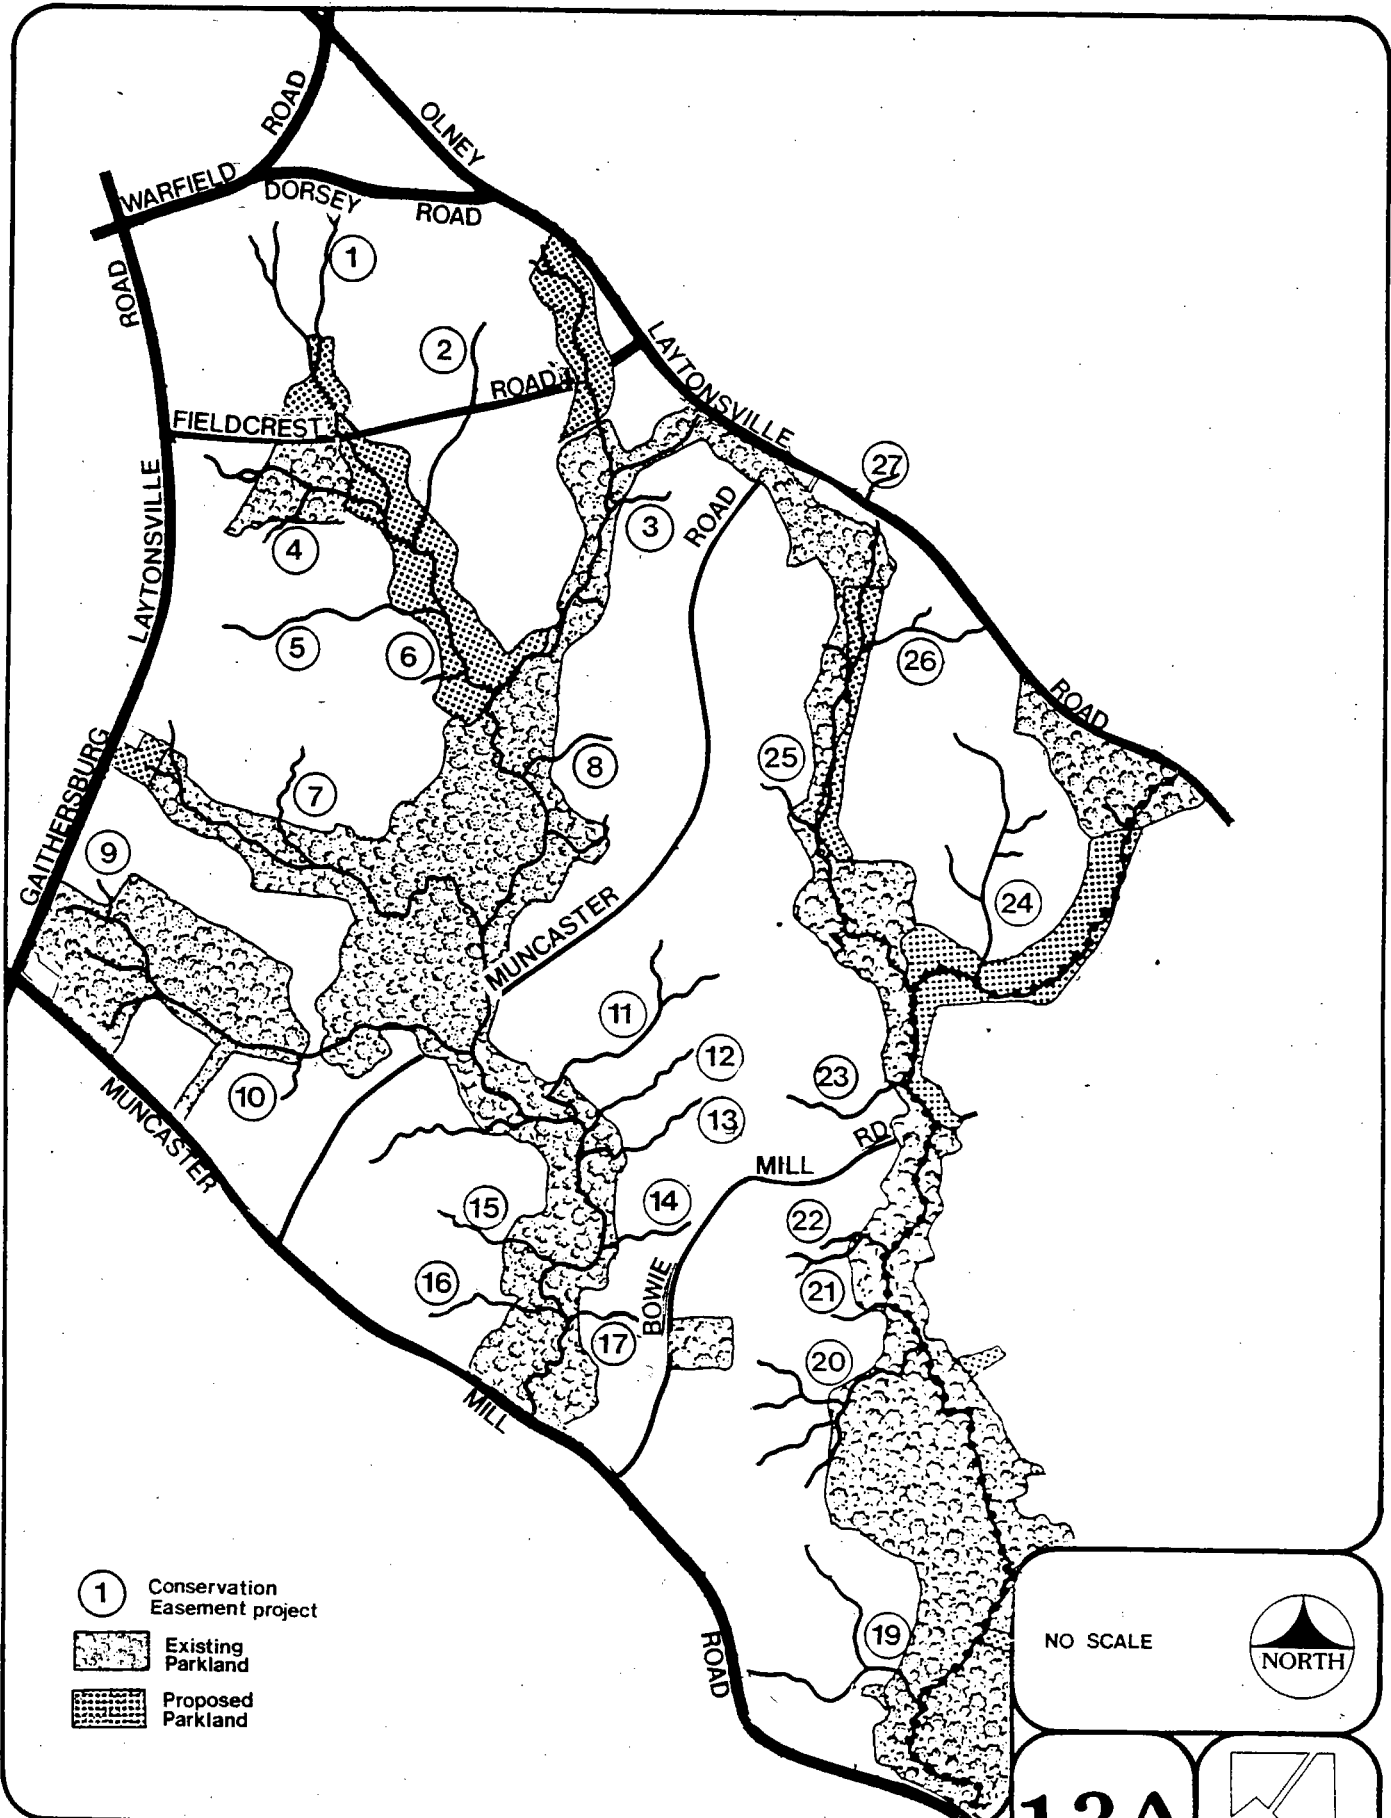 ROAD
OLNEY
WARFIELD
DORSEY
ROAD
ROAD
1
2
LAYTONSVILLE
ROAD
FIELDCREST
27
LAYTONSVILLE
ROAD
3
4
5
6
26
ROAD
25
8
7
GAITHERSBURG
9
24
MUNCASTER
11
12
23
10
13
MUNCASTER
RD.
MILL
14
15
22
16
21
BOWIE
17
20
MILL
19
ROAD
1 Conservation
Easement project
Existing
Parkland
Proposed
Parkland
NO SCALE
NORTH